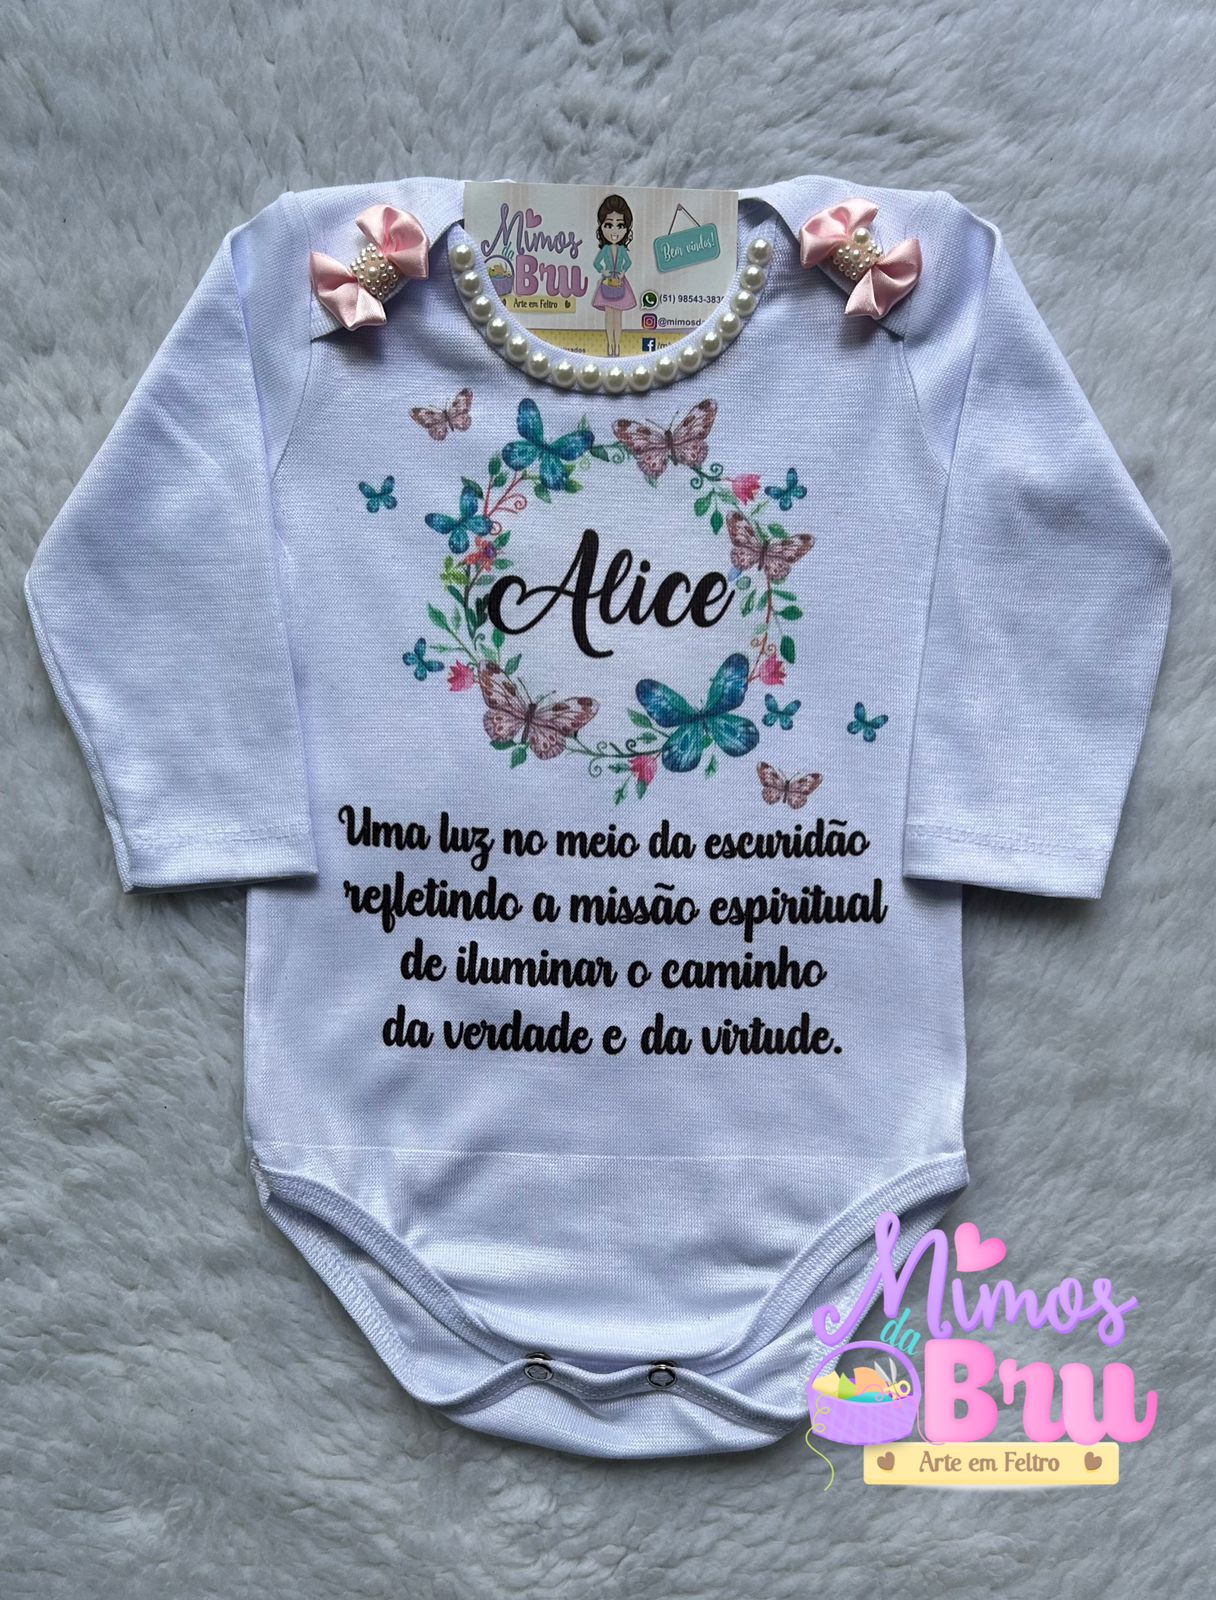 Mimos
da
Bru
Arte em Feltro
Bem vindos!
(51) 98543-383
@mimosda
Alice
Uma luz no meio da escuridão
refletindo a missão espiritual
de iluminar o caminho
da verdade e da virtude.
Mimos
da
Bru
Arte em Feltro